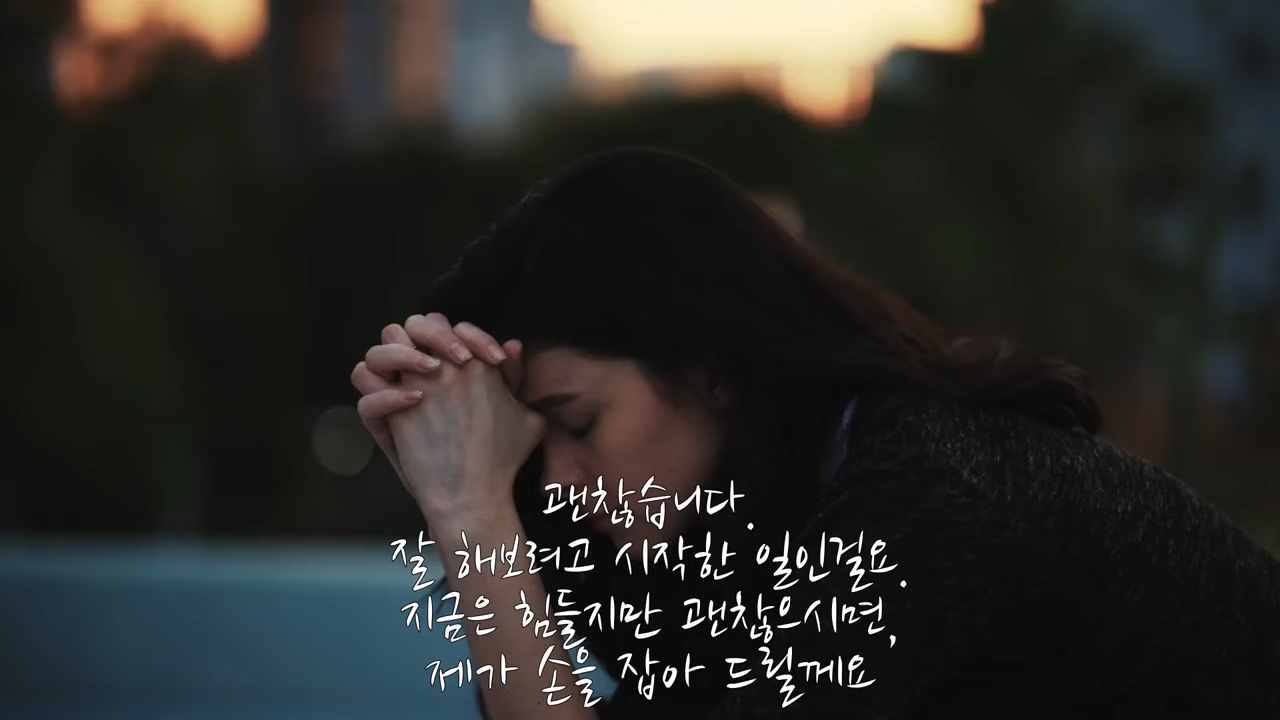 괜찮습니다.
잘 해보려고 시작한 일인걸요.
지금은 힘들지만 괜찮으시면,
제가 손을 잡아 드릴께요